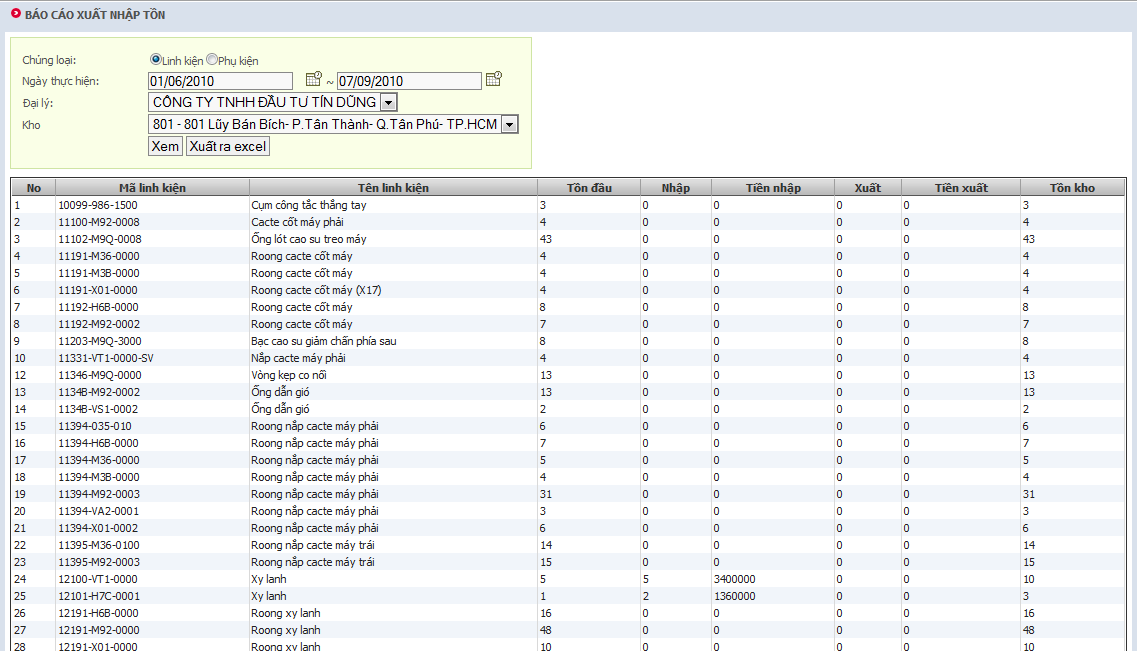 BÁO CÁO XUẤT NHẬP TỒN
Chủng loại: Linh kiện Phụ kiện
Ngày thực hiện: 01/06/2010 ~ 07/09/2010
Đại lý: CÔNG TY TNHH ĐẦU TƯ TÍN DŨNG
Kho 801 - 801 Lũy Bán Bích- P.Tân Thành- Q.Tân Phú- TP.HCM
Xem Xuất ra excel
No Mã linh kiện Tên linh kiện Tồn đầu Nhập Tiền nhập Xuất Tiền xuất Tồn kho
1 10099-986-1500 Cụm công tắc thắng tay 3 0 0 0 0 3
2 11100-M92-0008 Cacte cốt máy phải 4 0 0 0 0 4
3 11102-M9Q-0008 Ống lót cao su treo máy 43 0 0 0 0 43
4 11191-M36-0000 Roong cacte cốt máy 4 0 0 0 0 4
5 11191-M3B-0000 Roong cacte cốt máy 4 0 0 0 0 4
6 11191-X01-0000 Roong cacte cốt máy (X17) 4 0 0 0 0 4
7 11192-H6B-0000 Roong cacte cốt máy 8 0 0 0 0 8
8 11192-M92-0002 Roong cacte cốt máy 7 0 0 0 0 7
9 11203-M9Q-3000 Bạc cao su giảm chấn phía sau 8 0 0 0 0 8
10 11331-VT1-0000-SV Nắp cacte máy phải 4 0 0 0 0 4
12 11346-M9Q-0000 Vòng kẹp co nối 13 0 0 0 0 13
13 1134B-M92-0002 Ống dẫn gió 13 0 0 0 0 13
14 1134B-VS1-0002 Ống dẫn gió 2 0 0 0 0 2
15 11394-035-010 Roong nắp cacte máy phải 6 0 0 0 0 6
16 11394-H6B-0000 Roong nắp cacte máy phải 7 0 0 0 0 7
17 11394-M36-0000 Roong nắp cacte máy phải 5 0 0 0 0 5
18 11394-M3B-0000 Roong nắp cacte máy phải 4 0 0 0 0 4
19 11394-M92-0003 Roong nắp cacte máy phải 31 0 0 0 0 31
20 11394-VA2-0001 Roong nắp cacte máy phải 3 0 0 0 0 3
21 11394-X01-0002 Roong nắp cacte máy phải 6 0 0 0 0 6
22 11395-M36-0100 Roong nắp cacte máy trái 14 0 0 0 0 14
23 11395-M92-0003 Roong nắp cacte máy trái 15 0 0 0 0 15
24 12100-VT1-0000 Xy lanh 5 5 3400000 0 0 10
25 12101-H7C-0001 Xy lanh 1 2 1360000 0 0 3
26 12191-H6B-0000 Roong xy lanh 16 0 0 0 0 16
27 12191-M92-0000 Roong xy lanh 48 0 0 0 0 48
28 12191-X01-0000 Roong xy lanh 10 0 0 0 0 10